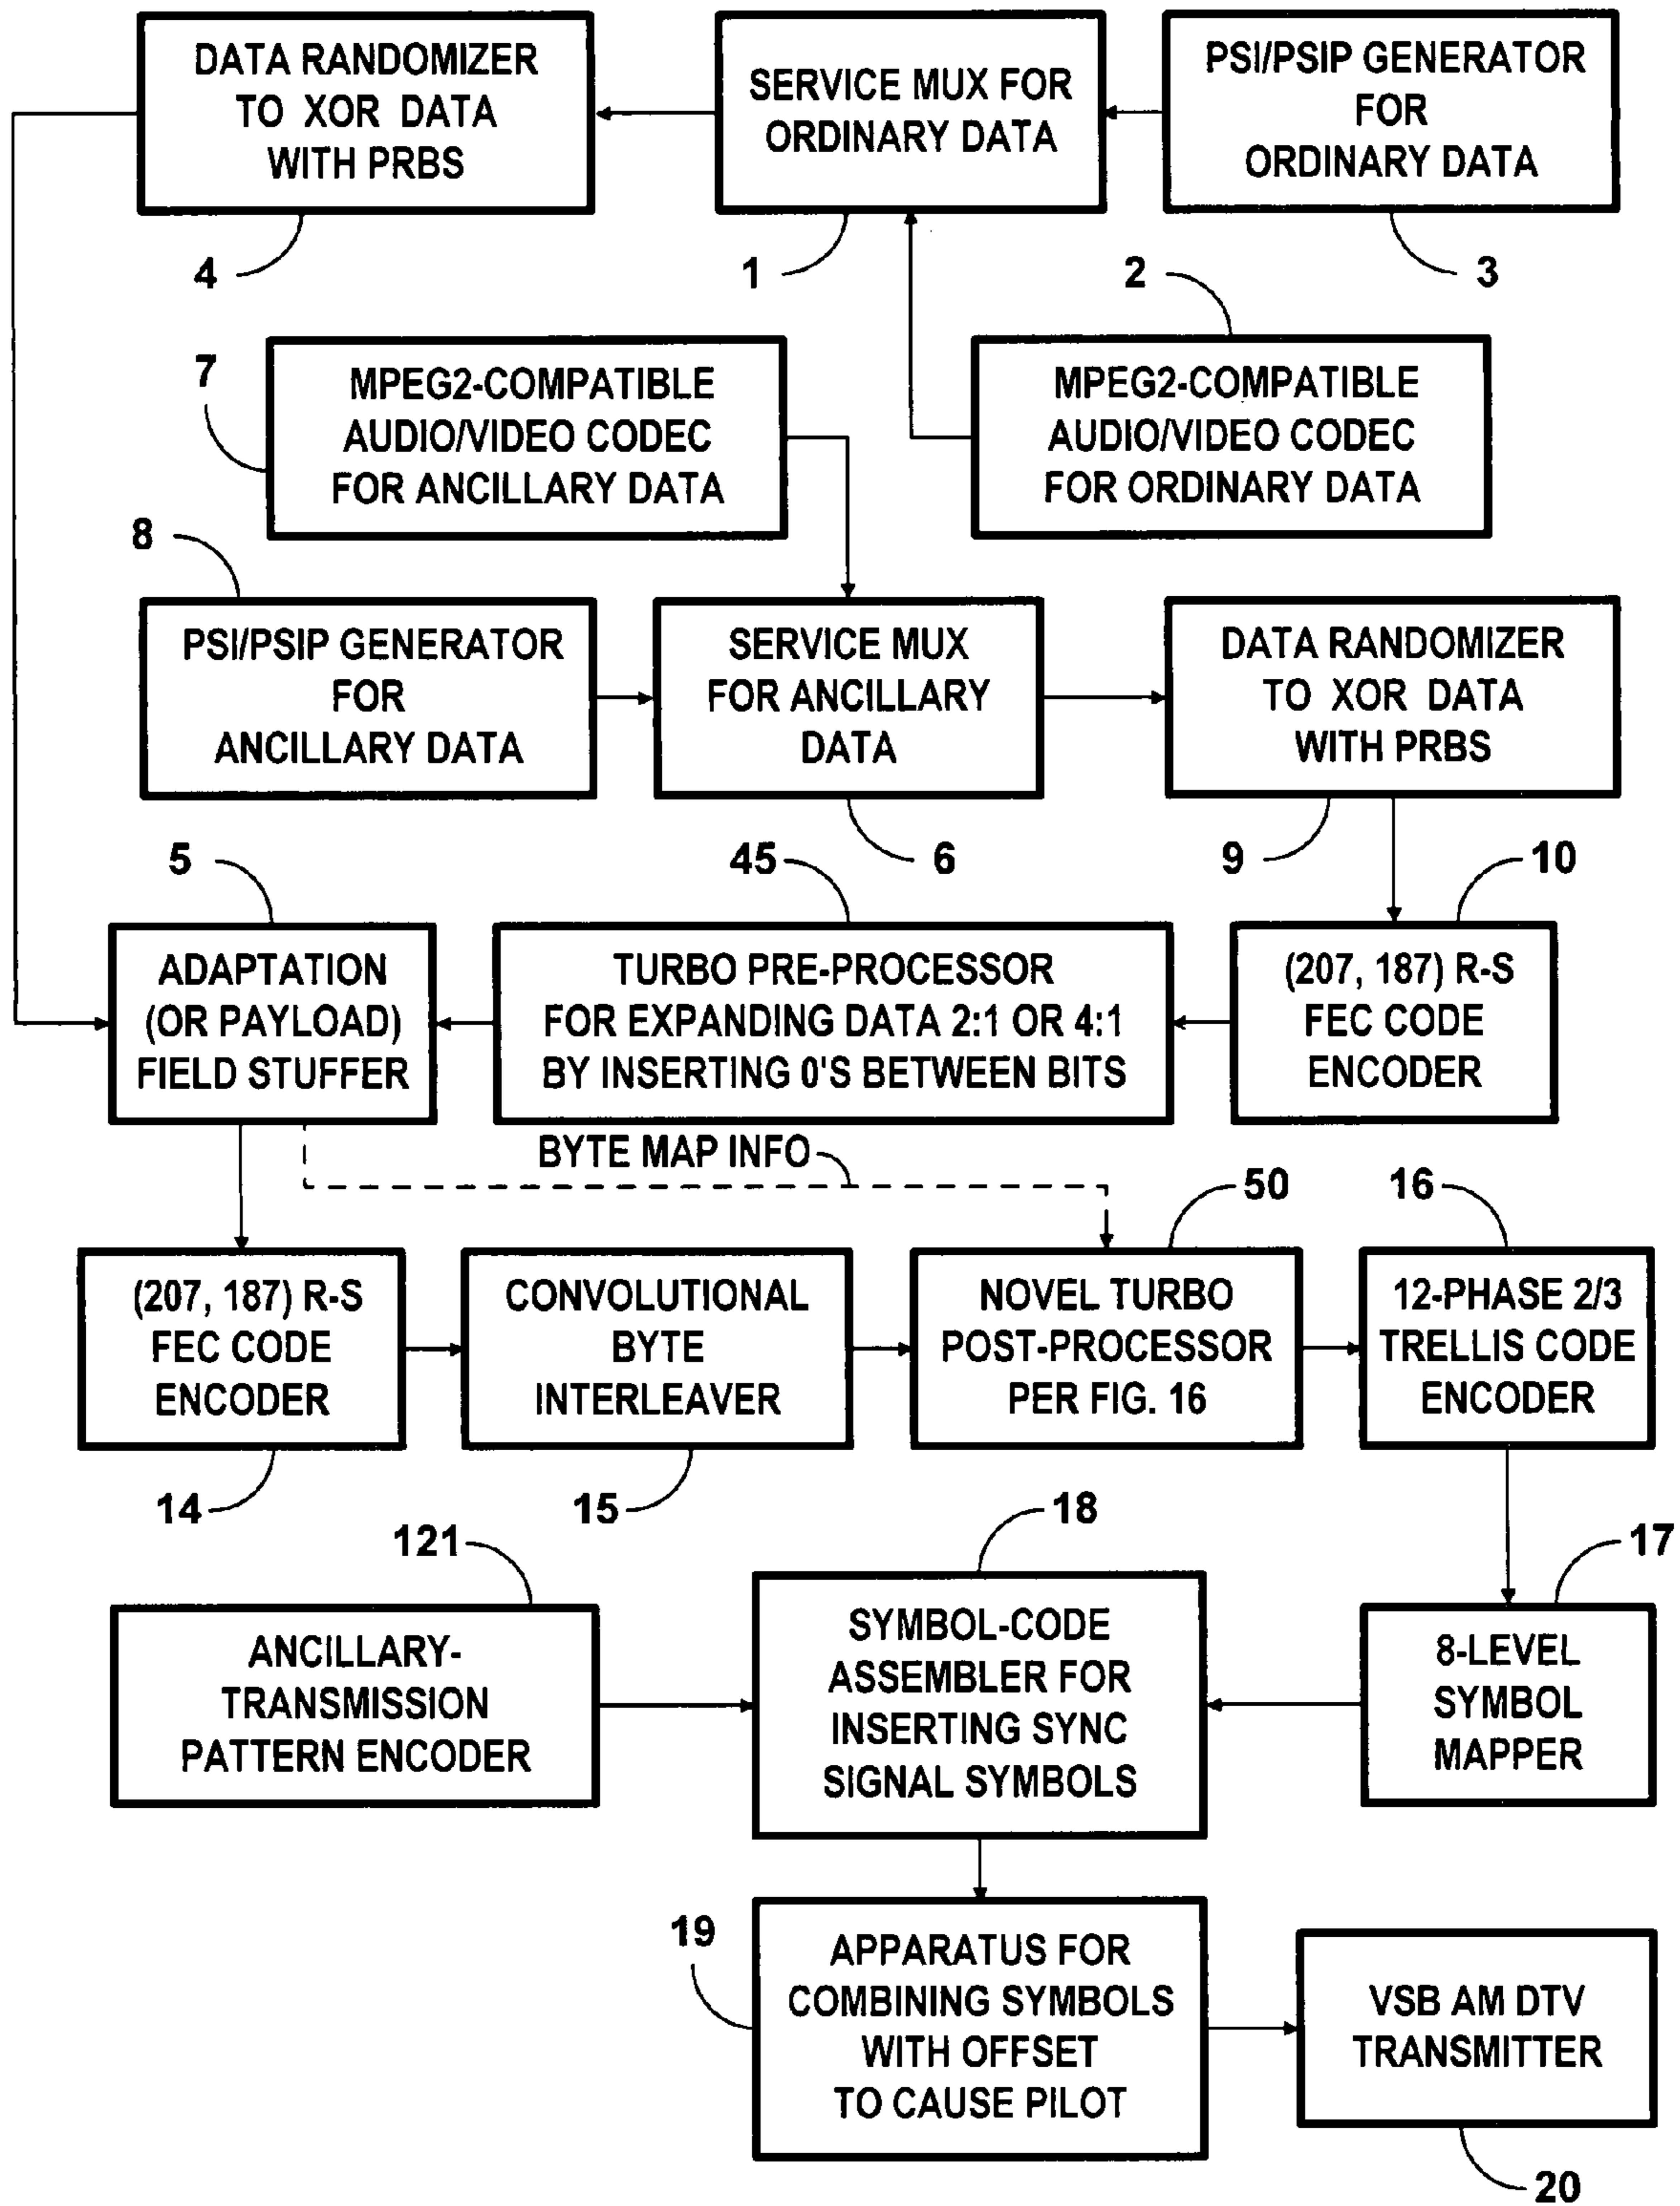 DATA RANDOMIZER
TO XOR DATA
WITH PRBS
SERVICE MUX FOR
ORDINARY DATA
PSI/PSIP GENERATOR
FOR
ORDINARY DATA
4
1
2
3
7
MPEG2-COMPATIBLE
AUDIO/VIDEO CODEC
FOR ANCILLARY DATA
MPEG2-COMPATIBLE
AUDIO/VIDEO CODEC
FOR ORDINARY DATA
8
PSI/PSIP GENERATOR
FOR
ANCILLARY DATA
SERVICE MUX
FOR ANCILLARY
DATA
DATA RANDOMIZER
TO XOR DATA
WITH PRBS
5
45
6
9
10
ADAPTATION
(OR PAYLOAD)
FIELD STUFFER
TURBO PRE-PROCESSOR
FOR EXPANDING DATA 2:1 OR 4:1
BY INSERTING 0'S BETWEEN BITS
(207, 187) R-S
FEC CODE
ENCODER
BYTE MAP INFO
50
16
(207, 187) R-S
FEC CODE
ENCODER
CONVOLUTIONAL
BYTE
INTERLEAVER
NOVEL TURBO
POST-PROCESSOR
PER FIG. 16
12-PHASE 2/3
TRELLIS CODE
ENCODER
14
15
18
121
17
ANCILLARY-
TRANSMISSION
PATTERN ENCODER
SYMBOL-CODE
ASSEMBLER FOR
INSERTING SYNC
SIGNAL SYMBOLS
8-LEVEL
SYMBOL
MAPPER
19
APPARATUS FOR
COMBINING SYMBOLS
WITH OFFSET
TO CAUSE PILOT
VSB AM DTV
TRANSMITTER
20